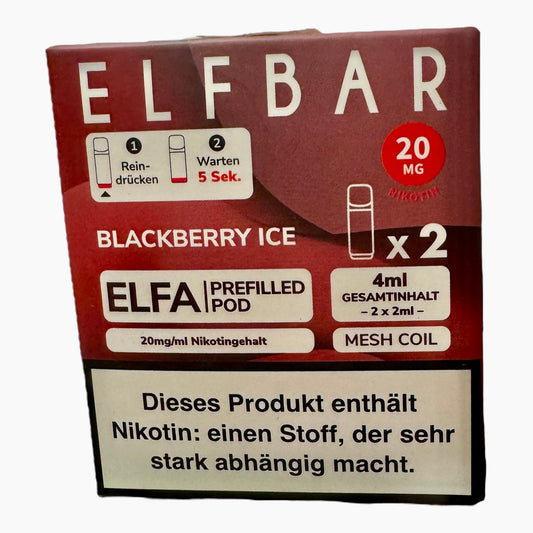 ELFBAR
1
Rein-
drücken
2
Warten
5 Sek.
20
MG
NIKOTIN
BLACKBERRY ICE
x 2
ELFA PREFILLED
POD
4ml
GESAMTINHALT
– 2 x 2ml –
20mg/ml Nikotingehalt
MESH COIL
Dieses Produkt enthält
Nikotin: einen Stoff, der sehr
stark abhängig macht.